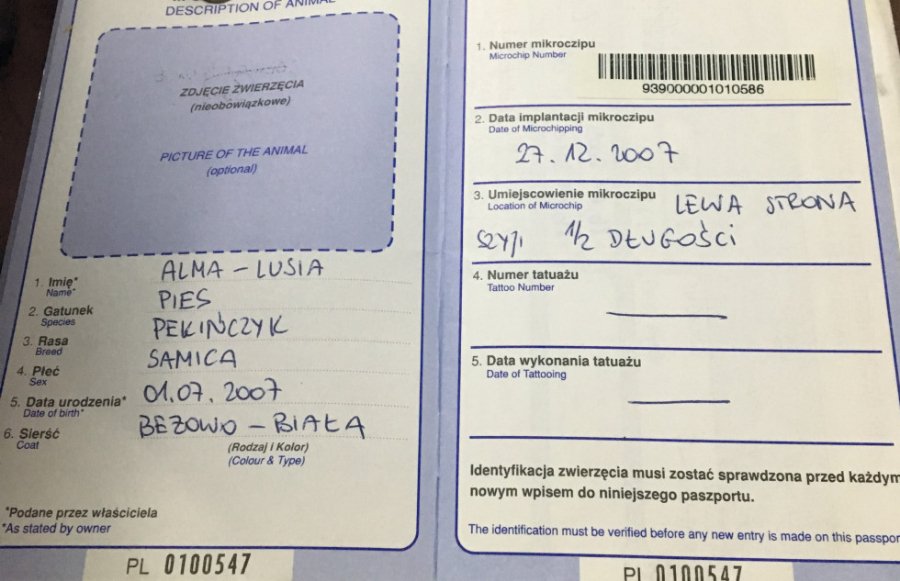 DESCRIPTION OF ANIMAL
ZDJĘCIE ZWIERZĘCIA
(nieobowiązkowe)
PICTURE OF THE ANIMAL
(optional)
1. Imię* ALMA – LUSIA
Name*
2. Gatunek PIES
Species
3. Rasa PEKIŃCZYK
Breed
4. Płeć SAMICA
Sex
5. Data urodzenia* 01.07.2007
Date of birth*
6. Sierść BEŻOWO – BIAŁA
Coat
(Rodzaj i Kolor)
(Colour & Type)
*Podane przez właściciela
*As stated by owner
PL 0100547
1. Numer mikroczipu
Microchip Number
939000001010586
2. Data implantacji mikroczipu
Date of Microchipping
27.12.2007
3. Umiejscowienie mikroczipu LEWA STRONA
Location of Microchip
SZYJI 1/2 DŁUGOŚCI
4. Numer tatuażu
Tattoo Number
5. Data wykonania tatuażu
Date of Tattooing
Identyfikacja zwierzęcia musi zostać sprawdzona przed każdym
nowym wpisem do niniejszego paszportu.
The identification must be verified before any new entry is made on this passpor
PL 0100547